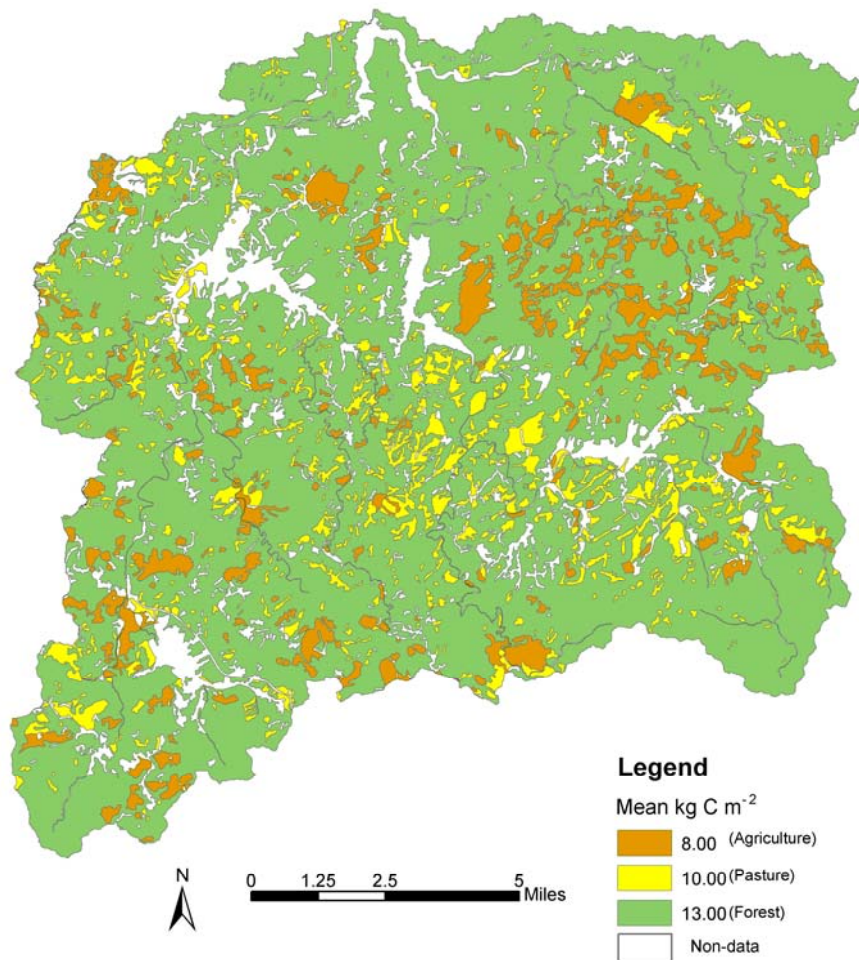 Legend
Mean kg C m⁻²
8.00 (Agriculture)
10.00 (Pasture)
13.00 (Forest)
Non-data
N
0 1.25 2.5 5
Miles